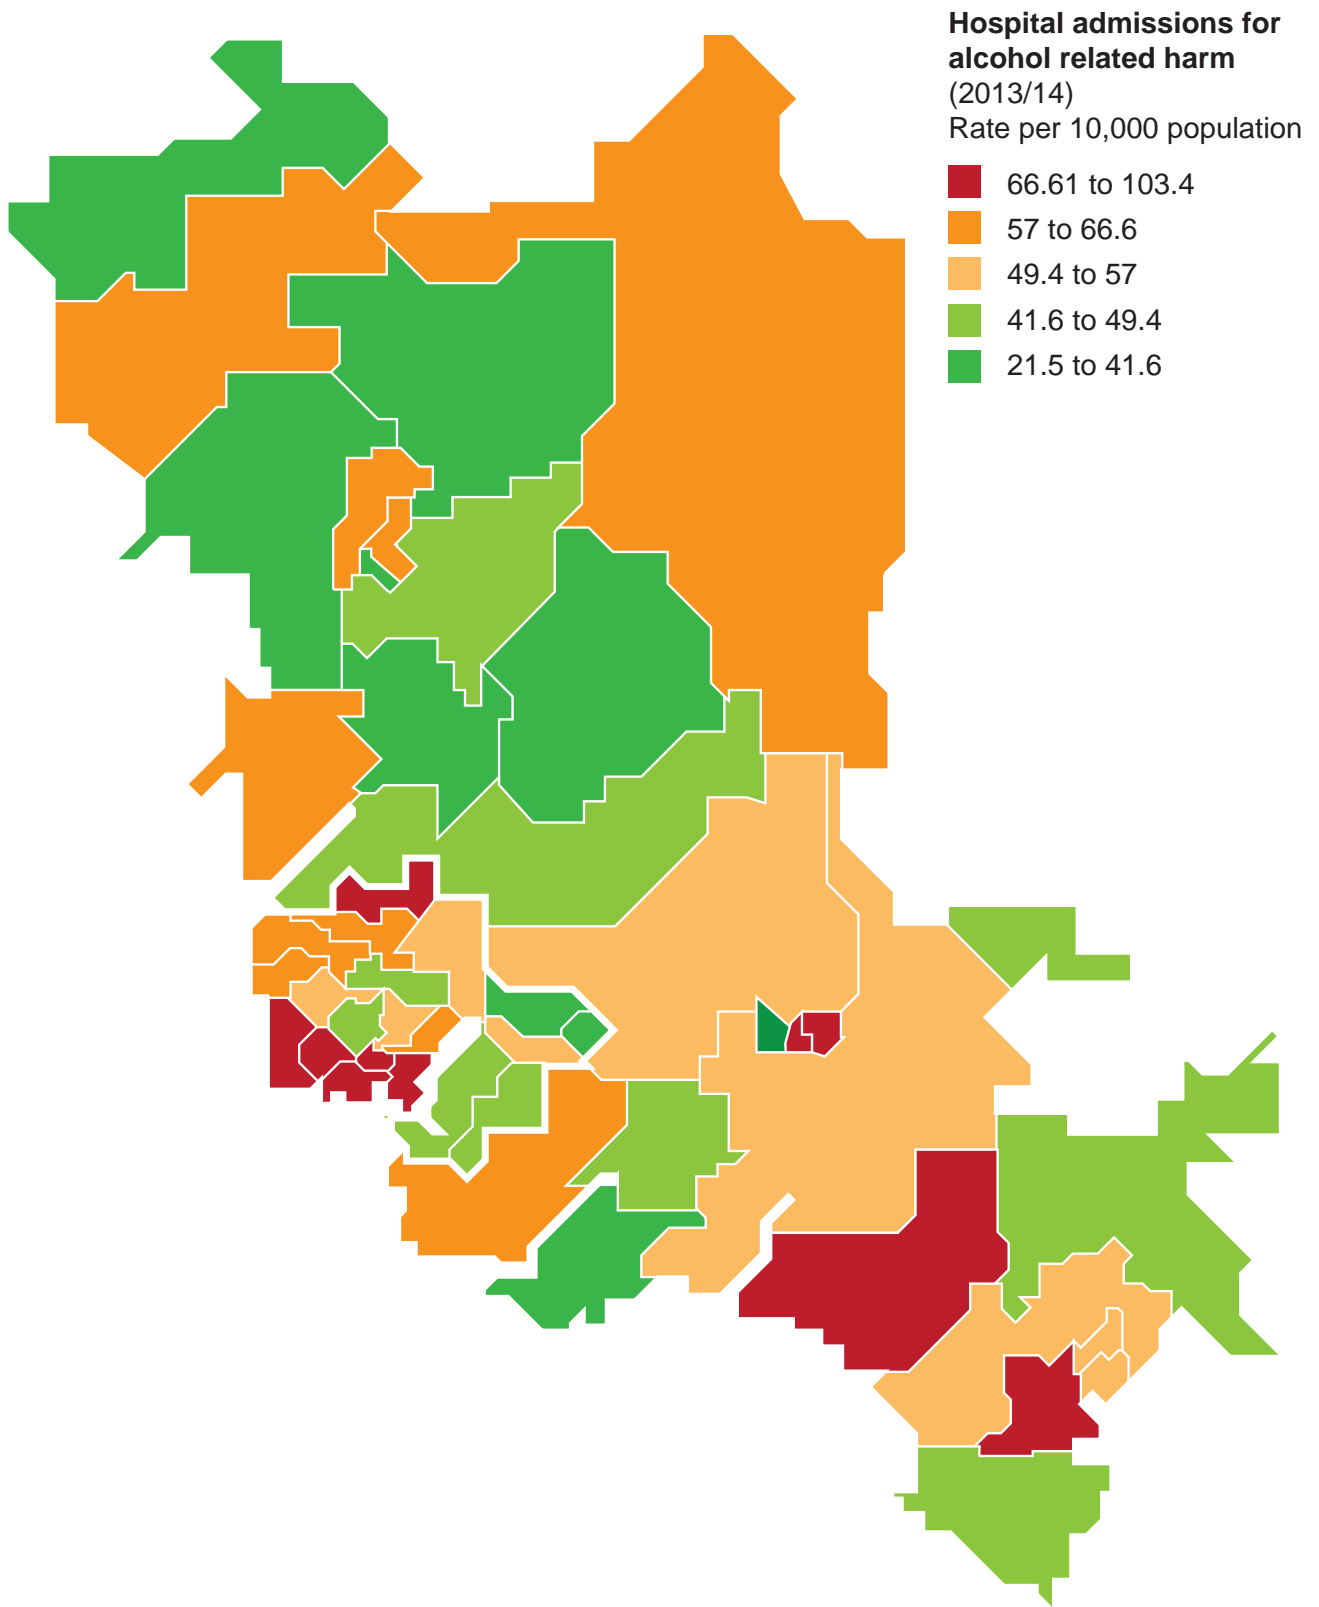 Hospital admissions for
alcohol related harm
(2013/14)
Rate per 10,000 population
66.61 to 103.4
57 to 66.6
49.4 to 57
41.6 to 49.4
21.5 to 41.6